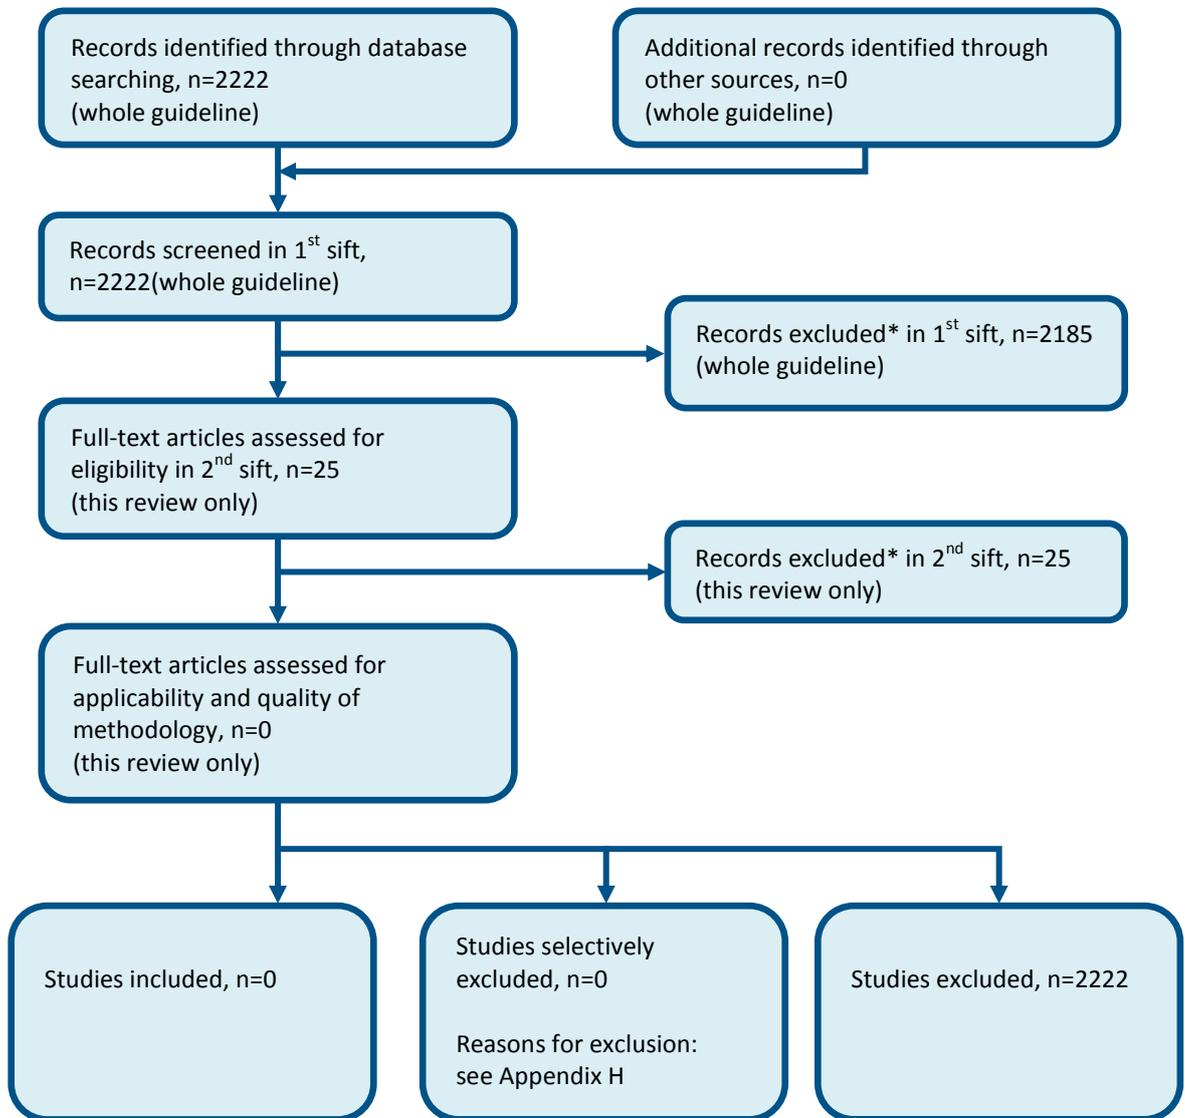 Records identified through database
searching, n=2222
(whole guideline)
Additional records identified through
other sources, n=0
(whole guideline)
Records screened in 1st sift,
n=2222(whole guideline)
Records excluded* in 1st sift, n=2185
(whole guideline)
Full-text articles assessed for
eligibility in 2nd sift, n=25
(this review only)
Records excluded* in 2nd sift, n=25
(this review only)
Full-text articles assessed for
applicability and quality of
methodology, n=0
(this review only)
Studies included, n=0
Studies selectively
excluded, n=0
Reasons for exclusion:
see Appendix H
Studies excluded, n=2222